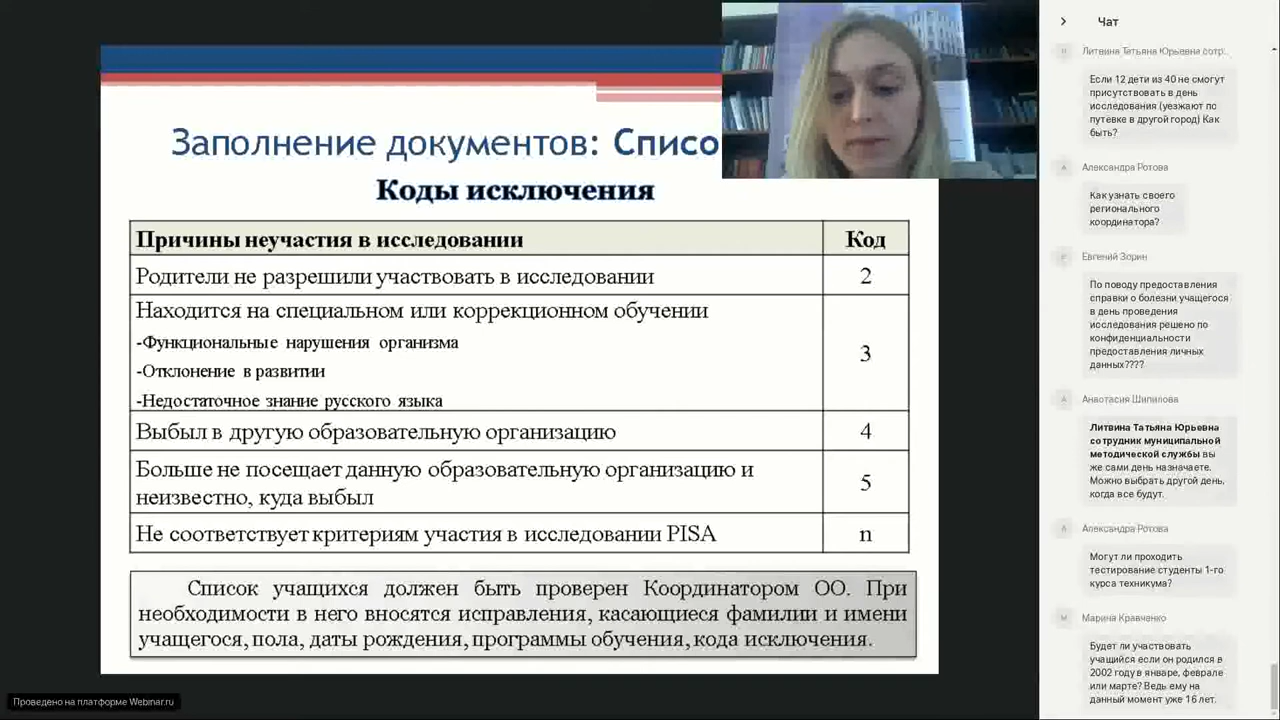 Заполнение документов: Списо
Коды исключения
Причины неучастия в исследовании
Код
Родители не разрешили участвовать в исследовании
2
Находится на специальном или коррекционном обучении
-Функциональные нарушения организма
-Отклонение в развитии
-Недостаточное знание русского языка
3
Выбыл в другую образовательную организацию
4
Больше не посещает данную образовательную организацию и
неизвестно, куда выбыл
5
Не соответствует критериям участия в исследовании PISA
n
Список учащихся должен быть проверен Координатором ОО. При
необходимости в него вносятся исправления, касающиеся фамилии и имени
учащегося, пола, даты рождения, программы обучения, кода исключения.
Проведено на платформе Webinar.ru
Чат
Литвина Татьяна Юрьевна сотр...
Если 12 дети из 40 не смогут
присутствовать в день
исследования (уезжают по
путевке в другой город) Как
быть?
А
Александра Ротова
Как узнать своего
регионального
координатора?
Евгений Зорин
По поводу предоставления
справки о болезни учащегося
в день проведения
исследования решено по
конфиденциальности
предоставления личных
данных????
А
Анастасия Шипилова
Литвина Татьяна Юрьевна
сотрудник муниципальной
методической службы вы
же сами день назначаете.
Можно выбрать другой день,
когда все будут.
А
Александра Ротова
Могут ли проходить
тестирование студенты 1-го
курса техникума?
М
Марина Кравченко
Будет ли участвовать
учащийся если он родился в
2002 году в январе, феврале
или марте? Ведь ему на
данный момент уже 16 лет.